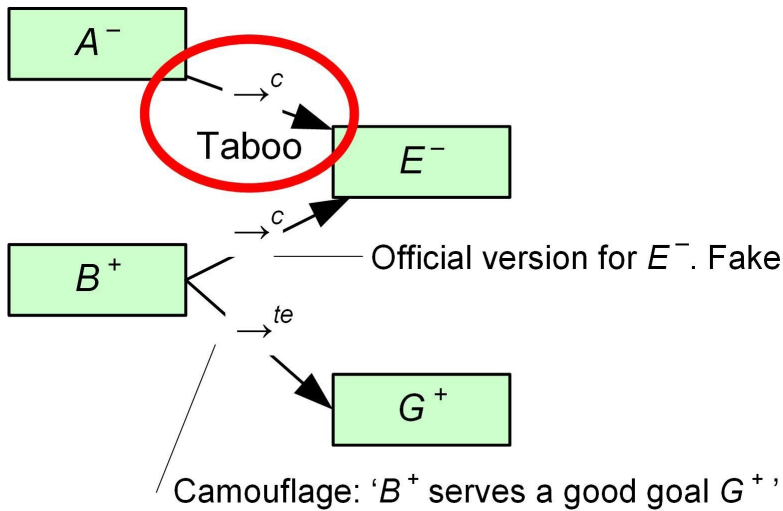 A⁻
→ᶜ
Taboo
E⁻
→ᶜ
Official version for E⁻. Fake
B⁺
→ᵗᵉ
G⁺
Camouflage: ‘B⁺ serves a good goal G⁺’